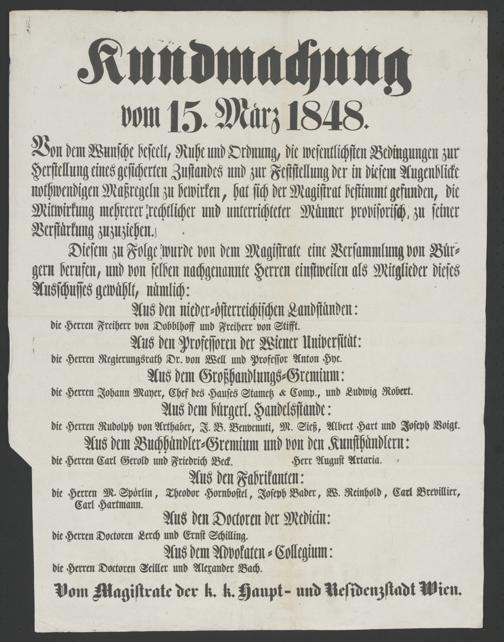 Kundmachung
vom 15. März 1848.
Von dem Wunsche beseelt, Ruhe und Ordnung, die wesentlichsten Bedingungen zur
Herstellung eines gesicherten Zustandes und zur Feststellung der in diesem Augenblicke
nothwendigen Maßregeln zu bewirken, hat sich der Magistrat bestimmt gefunden, die
Mitwirkung mehrerer rechtlicher und unterrichteter Männer provisorisch zu seiner
Verstärkung zuzuziehen.
Diesem zu Folge wurde von dem Magistrate eine Versammlung von Bür-
gern berufen, und von selben nachgenannte Herren einstweilen als Mitglieder dieses
Ausschusses gewählt, nämlich:
Aus den nieder-österreichischen Landständen:
die Herren Freiherr von Dobblhoff und Freiherr von Stifft.
Aus den Professoren der Wiener Universität:
die Herren Regierungsrath Dr. von Well und Professor Anton Hye.
Aus dem Großhandlungs-Gremium:
die Herren Johann Mayer, Chef des Hauses Stametz & Comp., und Ludwig Robert.
Aus dem bürgerl. Handelsstande:
die Herren Rudolph von Arthaber, J. B. Benvenuti, M. Sieß, Albert Hart und Joseph Voigt.
Aus dem Buchhändler-Gremium und von den Kunsthändlern:
die Herren Carl Gerold und Friedrich Beck. Herr August Artaria.
Aus den Fabrikanten:
die Herren M. Spörlin, Theodor Hornbostel, Joseph Bader, W. Reinhold, Carl Brevillier,
Carl Hartmann.
Aus den Doctoren der Medicin:
die Herren Doctoren Lerch und Ernst Schilling.
Aus dem Advokaten-Collegium:
die Herren Doctoren Seiller und Alexander Bach.
Vom Magistrate der k. k. Haupt- und Residenzstadt Wien.